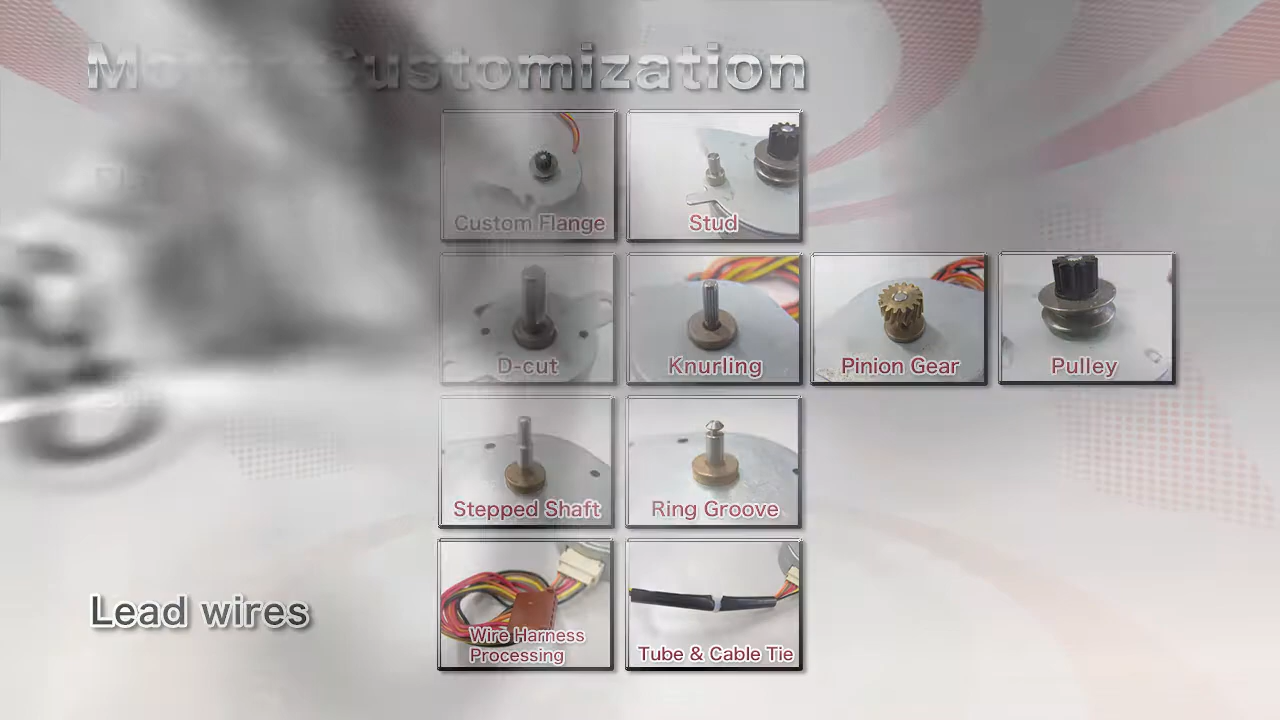 Customization
Custom Flange
Stud
D-cut
Knurling
Pinion Gear
Pulley
Stepped Shaft
Ring Groove
Lead wires
Wire Harness
Processing
Tube & Cable Tie